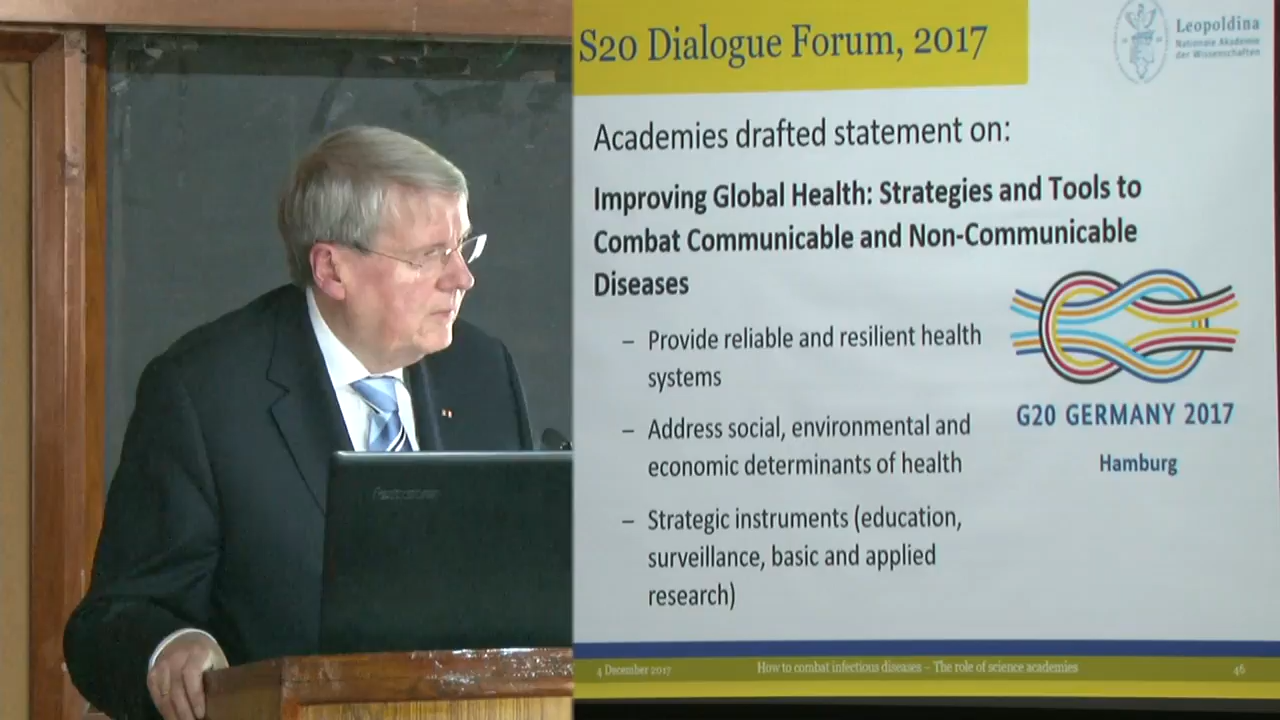 S20 Dialogue Forum, 2017
Leopoldina
Nationale Akademie
der Wissenschaften
Academies drafted statement on:
Improving Global Health: Strategies and Tools to
Combat Communicable and Non-Communicable
Diseases
– Provide reliable and resilient health
systems
– Address social, environmental and
economic determinants of health
– Strategic instruments (education,
surveillance, basic and applied
research)
G20 GERMANY 2017
Hamburg
4 December 2017
How to combat infectious diseases – The role of science academies
46